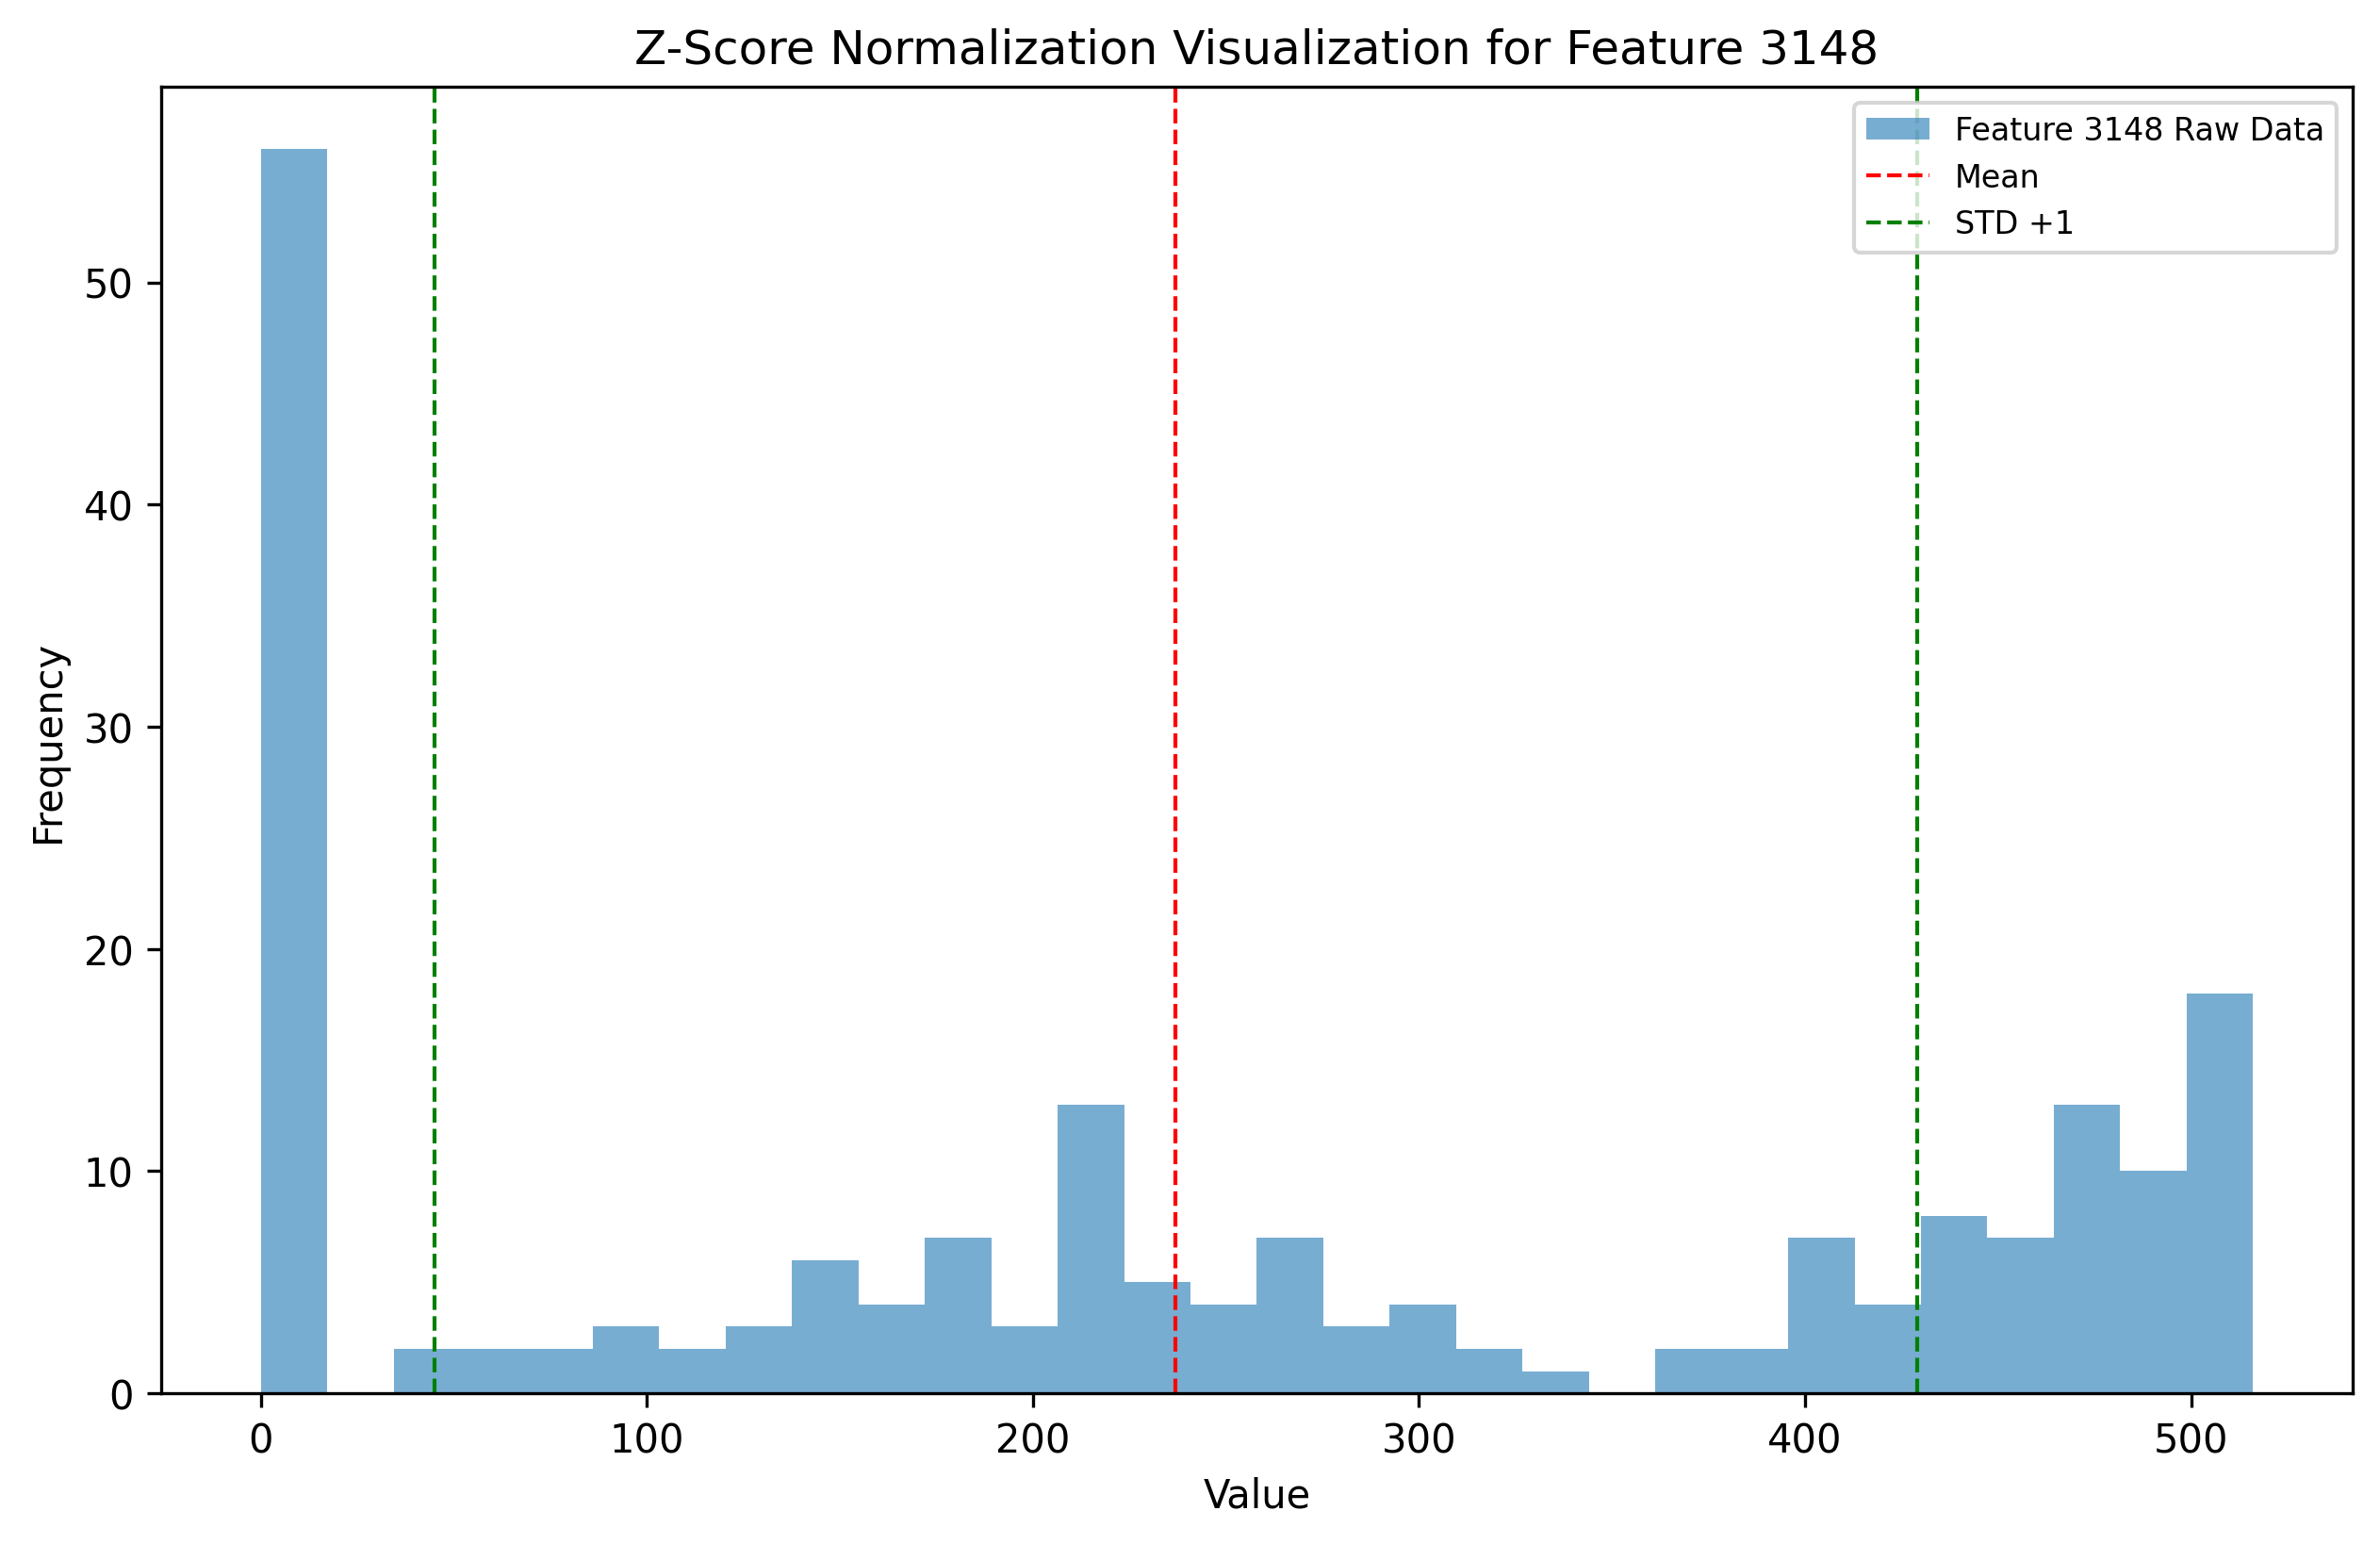 Z-Score Normalization Visualization for Feature 3148
Feature 3148 Raw Data
Mean
STD +1
50
40
30
20
10
0
Frequency
0 100 200 300 400 500
Value